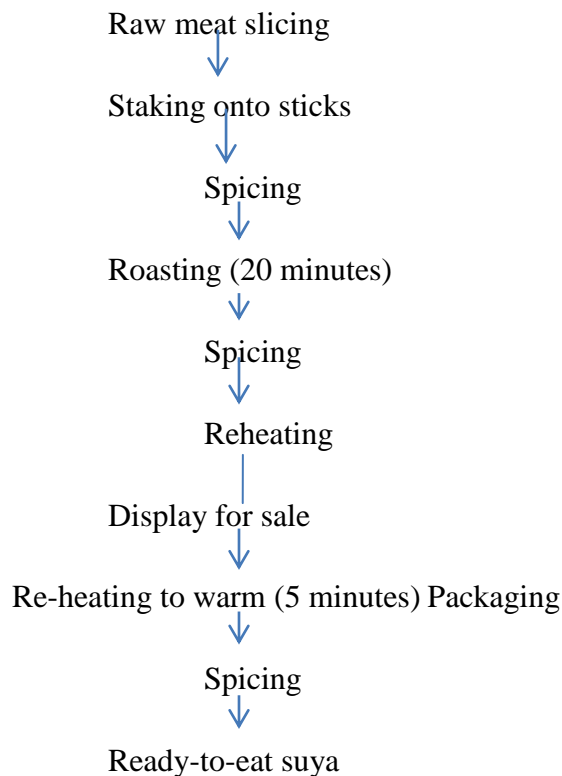 Raw meat slicing
Staking onto sticks
Spicing
Roasting (20 minutes)
Spicing
Reheating
Display for sale
Re-heating to warm (5 minutes) Packaging
Spicing
Ready-to-eat suya